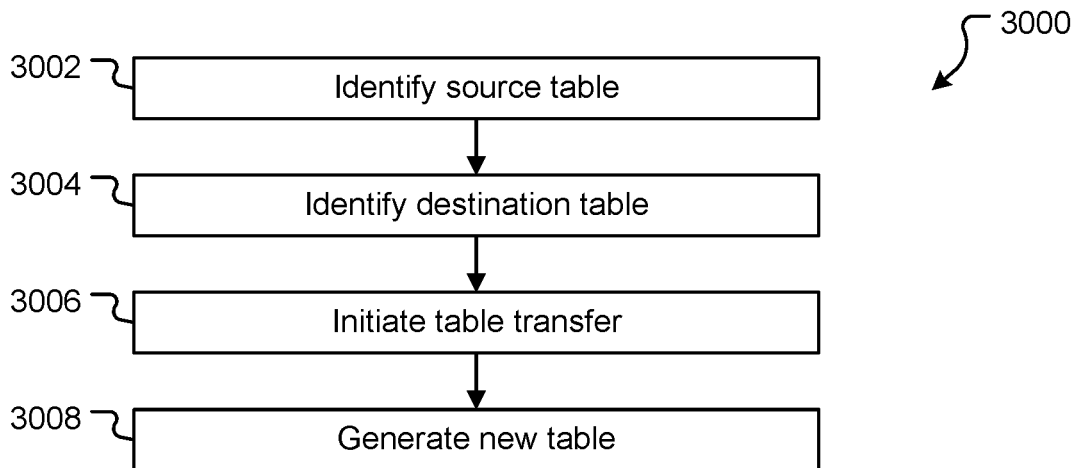 3000
3002
Identify source table
3004
Identify destination table
3006
Initiate table transfer
3008
Generate new table